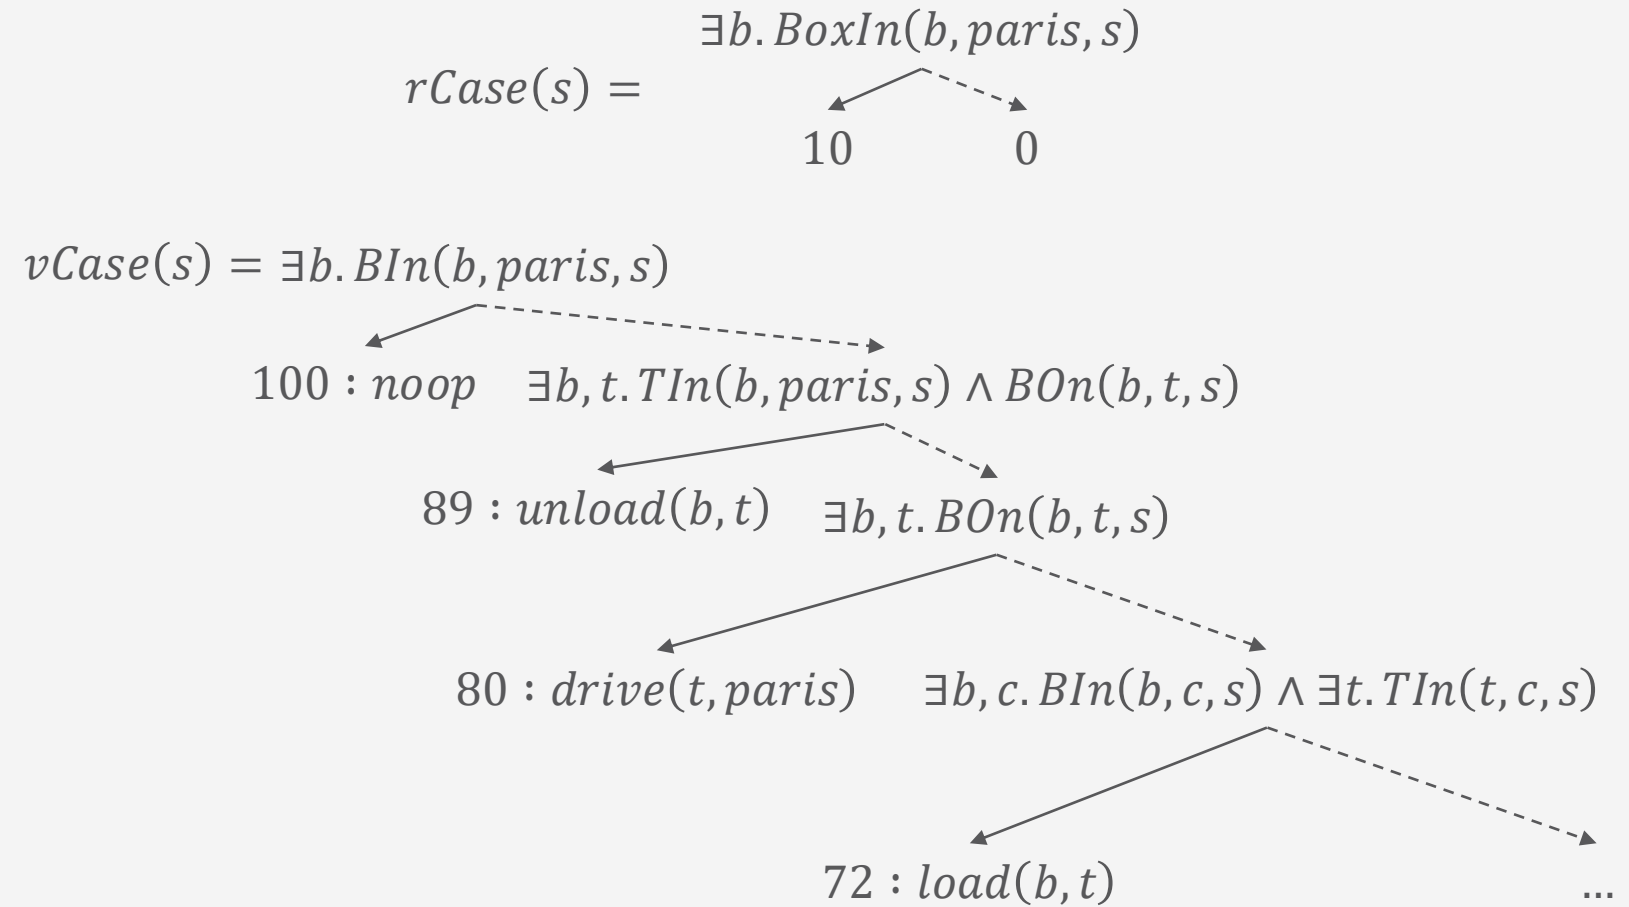 ∃b. BoxIn(b, paris, s)
rCase(s) =
10 0
vCase(s) = ∃b. BIn(b, paris, s)
100 : noop ∃b, t. TIn(b, paris, s) ∧ BOn(b, t, s)
89 : unload(b, t) ∃b, t. BOn(b, t, s)
80 : drive(t, paris) ∃b, c. BIn(b, c, s) ∧ ∃t. TIn(t, c, s)
72 : load(b, t) ...